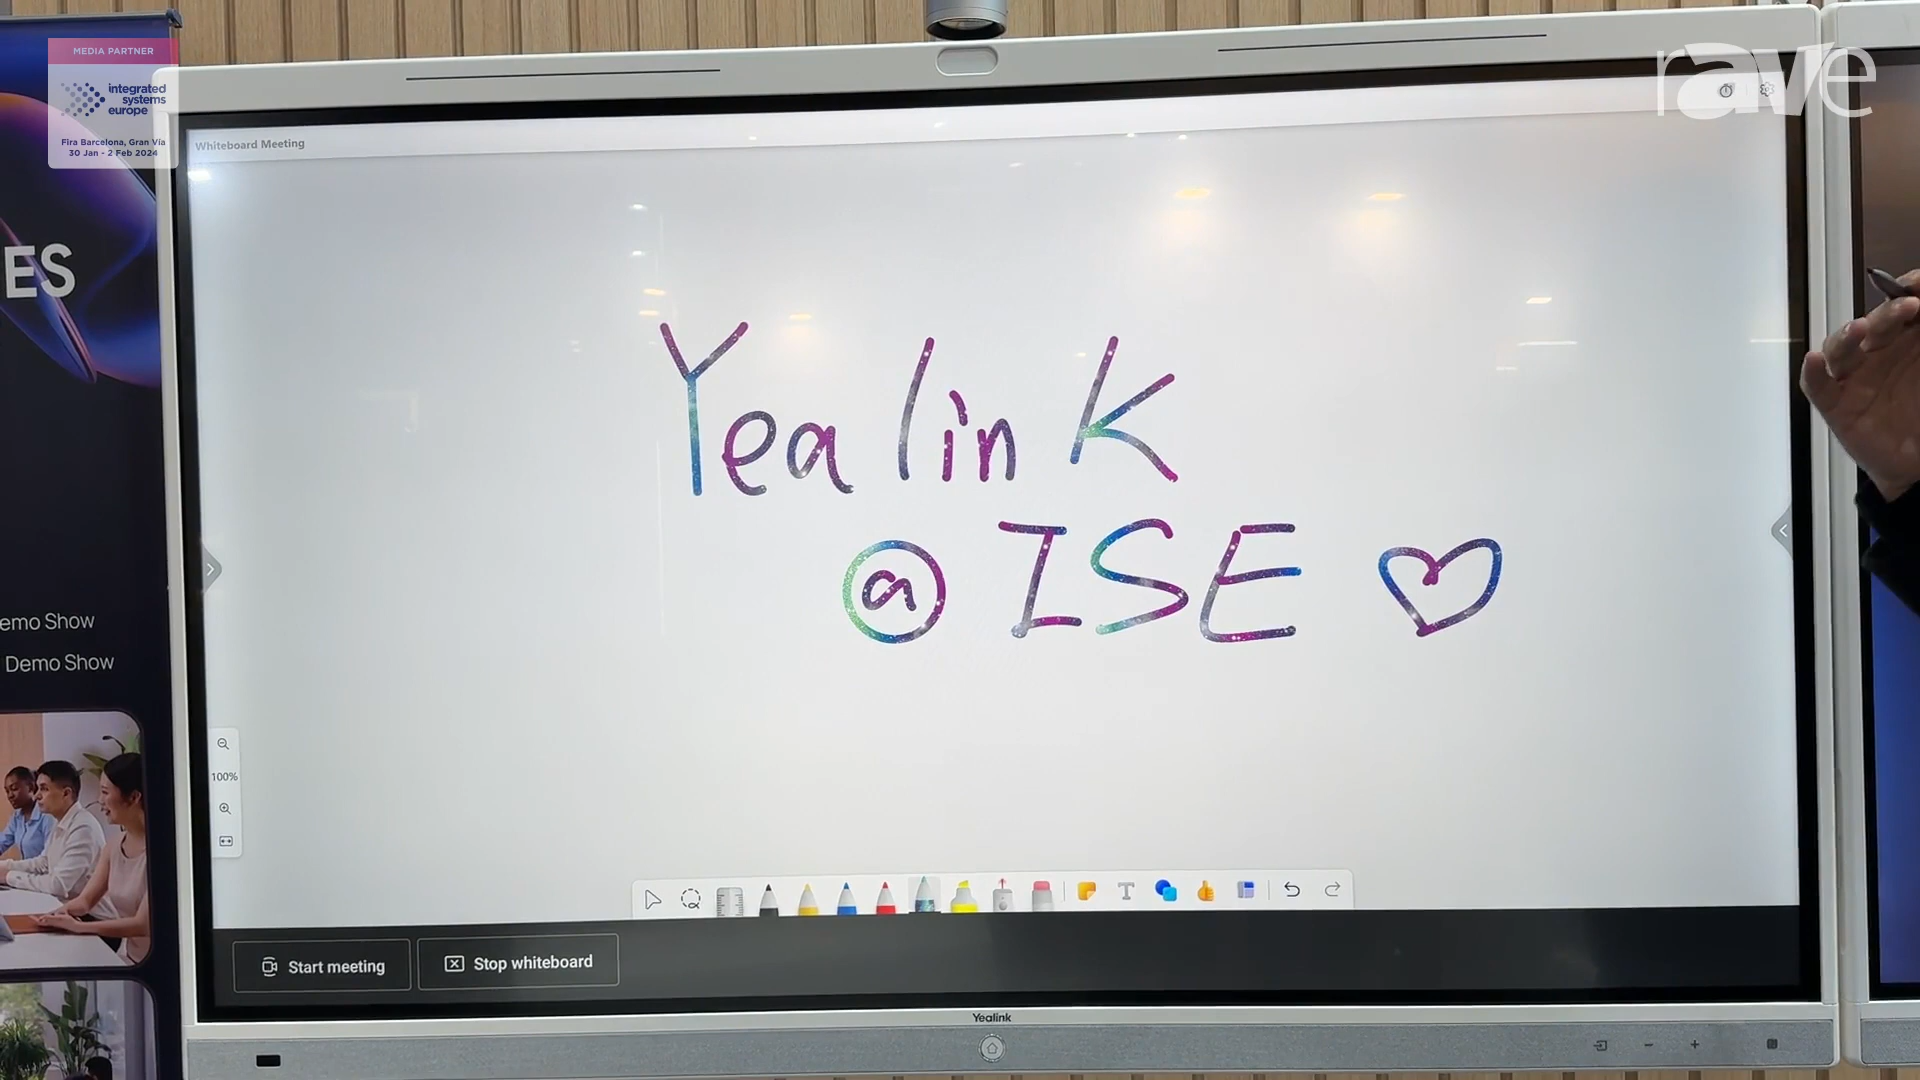 MEDIA PARTNER
integrated
systems
europe
Fira Barcelona, Gran Vía
30 Jan - 2 Feb 2024
rave
Whiteboard Meeting
ES
Yealink
@ ISE
emo Show
Demo Show
100%
Start meeting
Stop whiteboard
Yealink